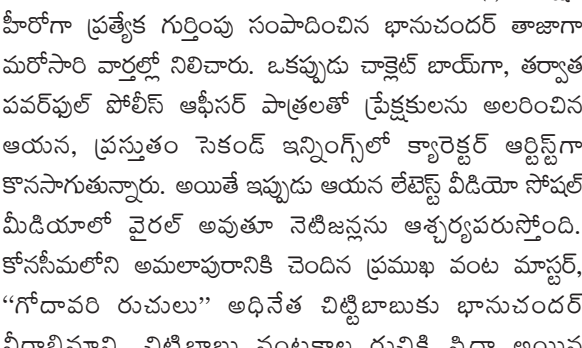 హీరోగా ప్రత్యేక గుర్తింపు సంపాదించిన భానుచందర్ తాజాగా
మరోసారి వార్తల్లో నిలిచారు. ఒకప్పుడు చాక్లెట్ బాయ్‌గా, తర్వాత
పవర్‌ఫుల్ పోలీస్ ఆఫీసర్ పాత్రలతో ప్రేక్షకులను అలరించిన
ఆయన, ప్రస్తుతం సెకండ్ ఇన్నింగ్స్‌లో క్యారెక్టర్ ఆర్టిస్ట్‌గా
కొనసాగుతున్నారు. అయితే ఇప్పుడు ఆయన లేటెస్ట్ వీడియో సోషల్
మీడియాలో వైరల్ అవుతూ నెటిజన్లను ఆశ్చర్యపరుస్తోంది.
కోనసీమలోని అమలాపురానికి చెందిన ప్రముఖ వంట మాస్టర్,
“గోదావరి రుచులు” అధినేత చిట్టిబాబుకు భానుచందర్
వీరాభిమాని. చిట్టిబాబు వంటకాల రుచికి ఫిదా అయిన